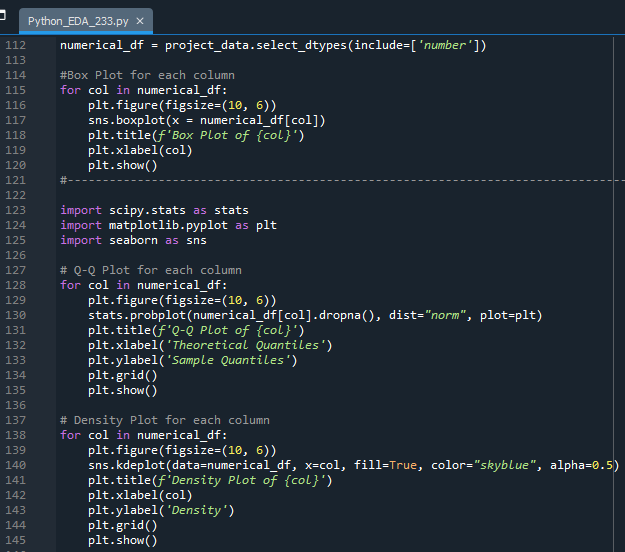 Python_EDA_233.py ×
112 numerical_df = project_data.select_dtypes(include=['number'])
113
114 #Box Plot for each column
115 for col in numerical_df:
116     plt.figure(figsize=(10, 6))
117     sns.boxplot(x = numerical_df[col])
118     plt.title(f'Box Plot of {col}')
119     plt.xlabel(col)
120     plt.show()
121 #------------------------------------------------------------------------------------
122
123 import scipy.stats as stats
124 import matplotlib.pyplot as plt
125 import seaborn as sns
126
127 # Q-Q Plot for each column
128 for col in numerical_df:
129     plt.figure(figsize=(10, 6))
130     stats.probplot(numerical_df[col].dropna(), dist="norm", plot=plt)
131     plt.title(f'Q-Q Plot of {col}')
132     plt.xlabel('Theoretical Quantiles')
133     plt.ylabel('Sample Quantiles')
134     plt.grid()
135     plt.show()
136
137 # Density Plot for each column
138 for col in numerical_df:
139     plt.figure(figsize=(10, 6))
140     sns.kdeplot(data=numerical_df, x=col, fill=True, color="skyblue", alpha=0.5)
141     plt.title(f'Density Plot of {col}')
142     plt.xlabel(col)
143     plt.ylabel('Density')
144     plt.grid()
145     plt.show()